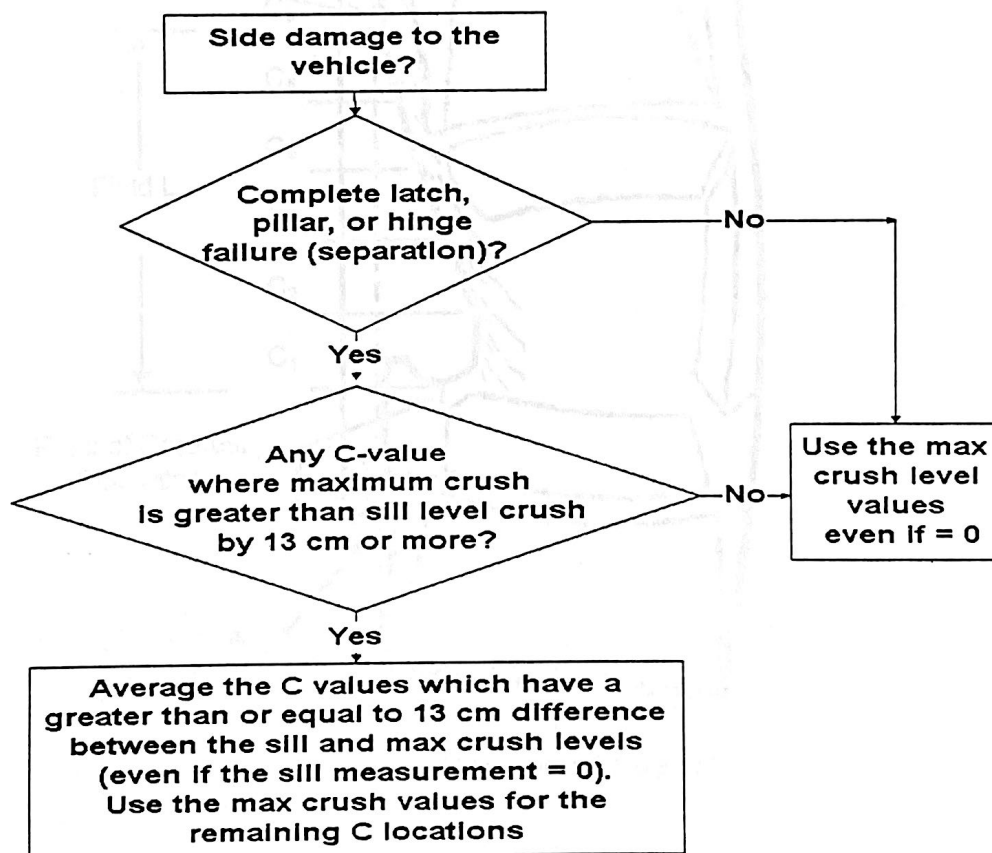 Side damage to the
vehicle?
Complete latch,
pillar, or hinge
failure (separation)?
No
Yes
Any C-value
where maximum crush
is greater than sill level crush
by 13 cm or more?
No
Use the max
crush level
values
even if = 0
Yes
Average the C values which have a
greater than or equal to 13 cm difference
between the sill and max crush levels
(even if the sill measurement = 0).
Use the max crush values for the
remaining C locations